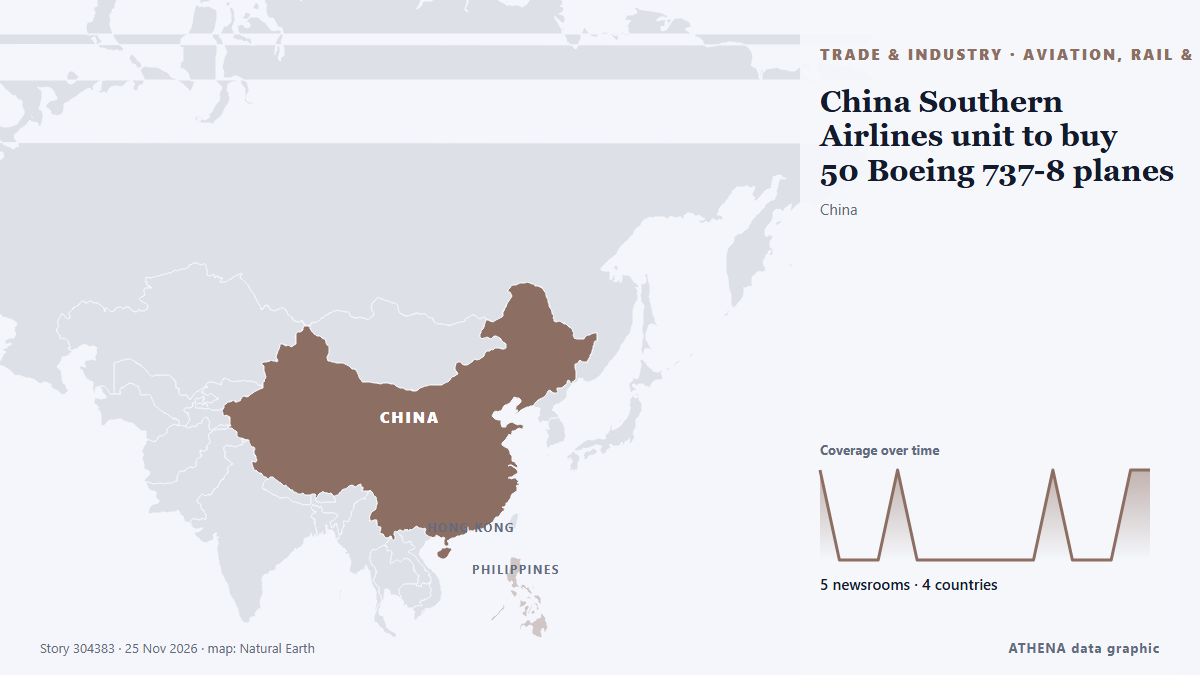 TRADE & INDUSTRY · AVIATION, RAIL &
China Southern
Airlines unit to buy
50 Boeing 737-8 planes
China
CHINA
HONG KONG
PHILIPPINES
Coverage over time
5 newsrooms · 4 countries
Story 304383 · 25 Nov 2026 · map: Natural Earth
ATHENA data graphic